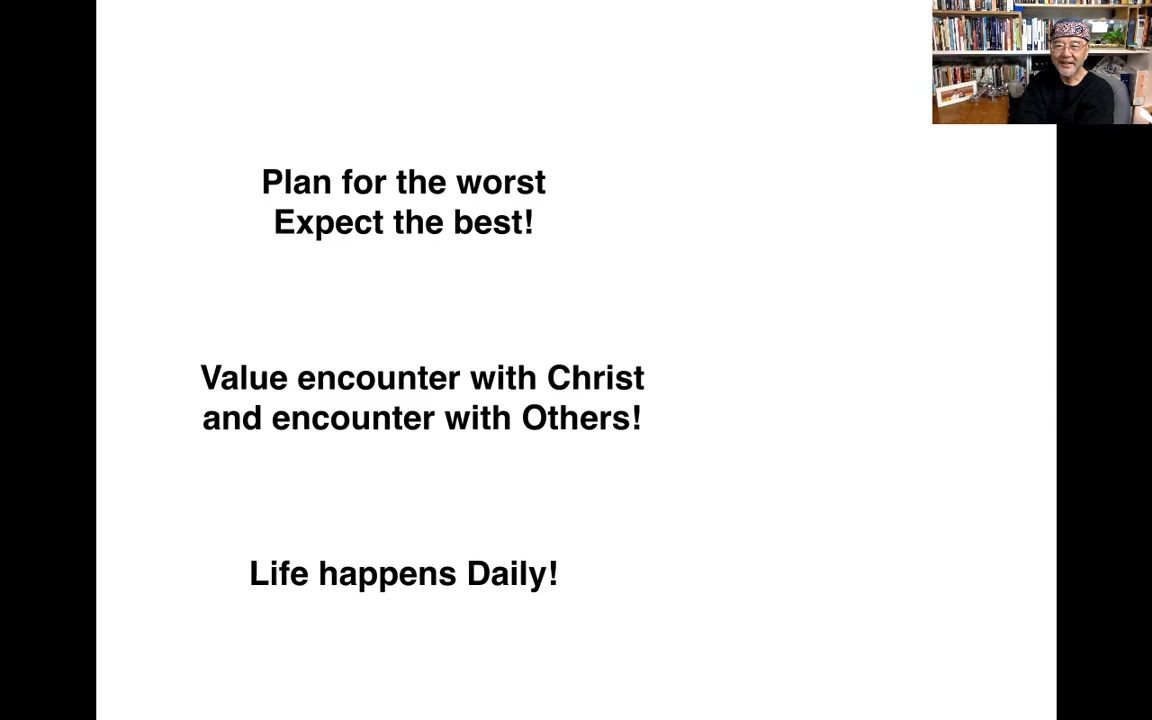 Plan for the worst
Expect the best!
Value encounter with Christ
and encounter with Others!
Life happens Daily!